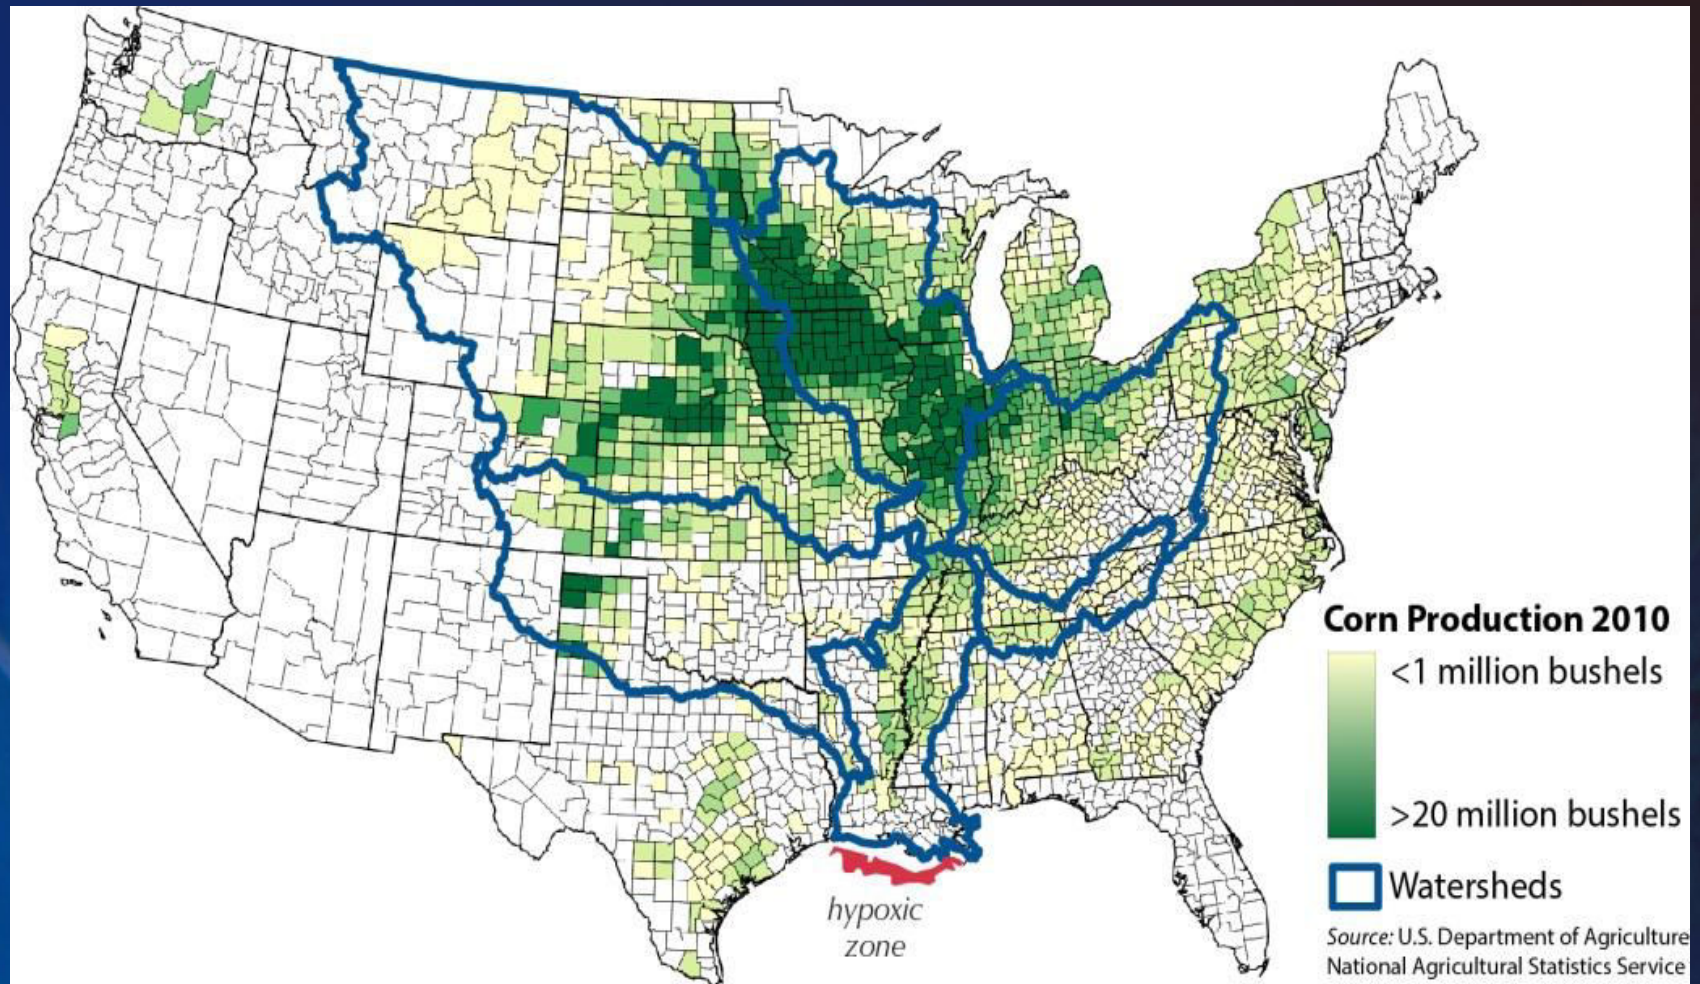 Corn Production 2010
<1 million bushels
>20 million bushels
Watersheds
hypoxic
zone
Source: U.S. Department of Agriculture
National Agricultural Statistics Service